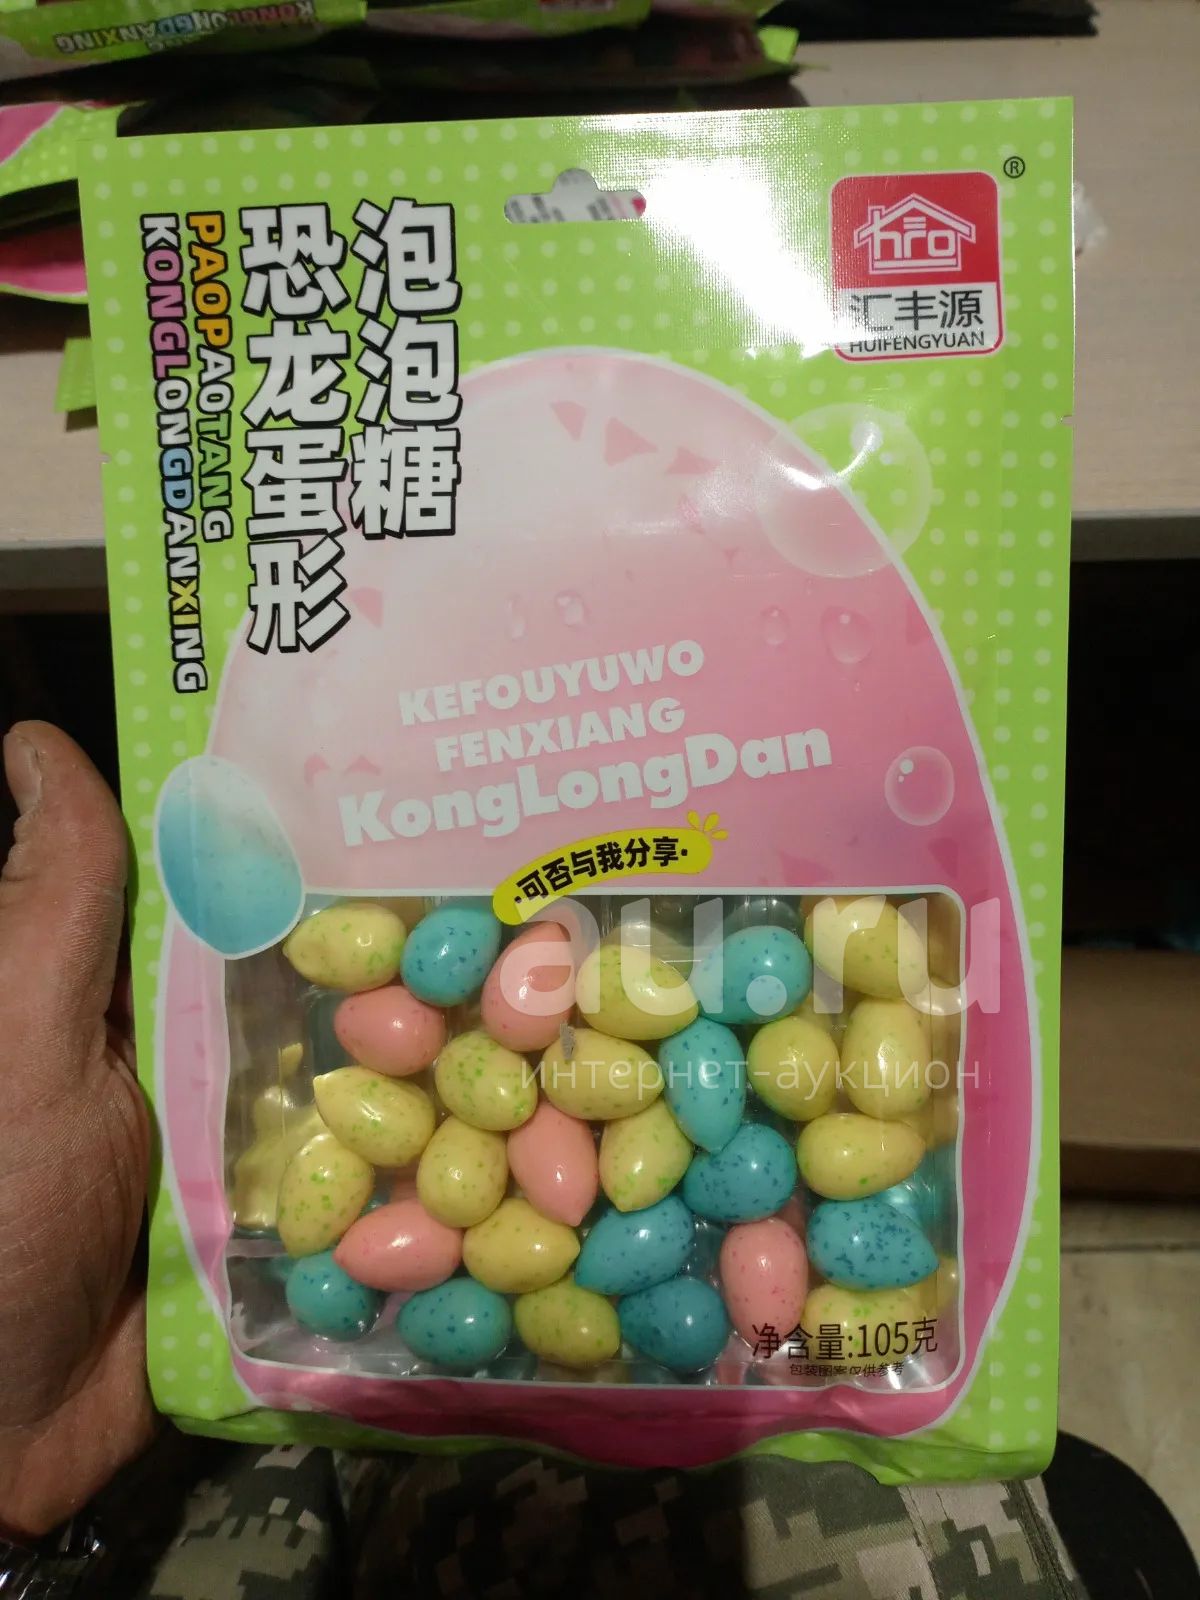 hfo
®
汇丰源
HUIFENGYUAN
泡泡糖
恐龙蛋形
PAOPAOTANG
KONGLONGDANXING
KEFOUYUWO
FENXIANG
KongLongDan
·可否与我分享·
au.ru
интернет-аукцион
净含量:105克
包装图案仅供参考
KONGLONGDANXING